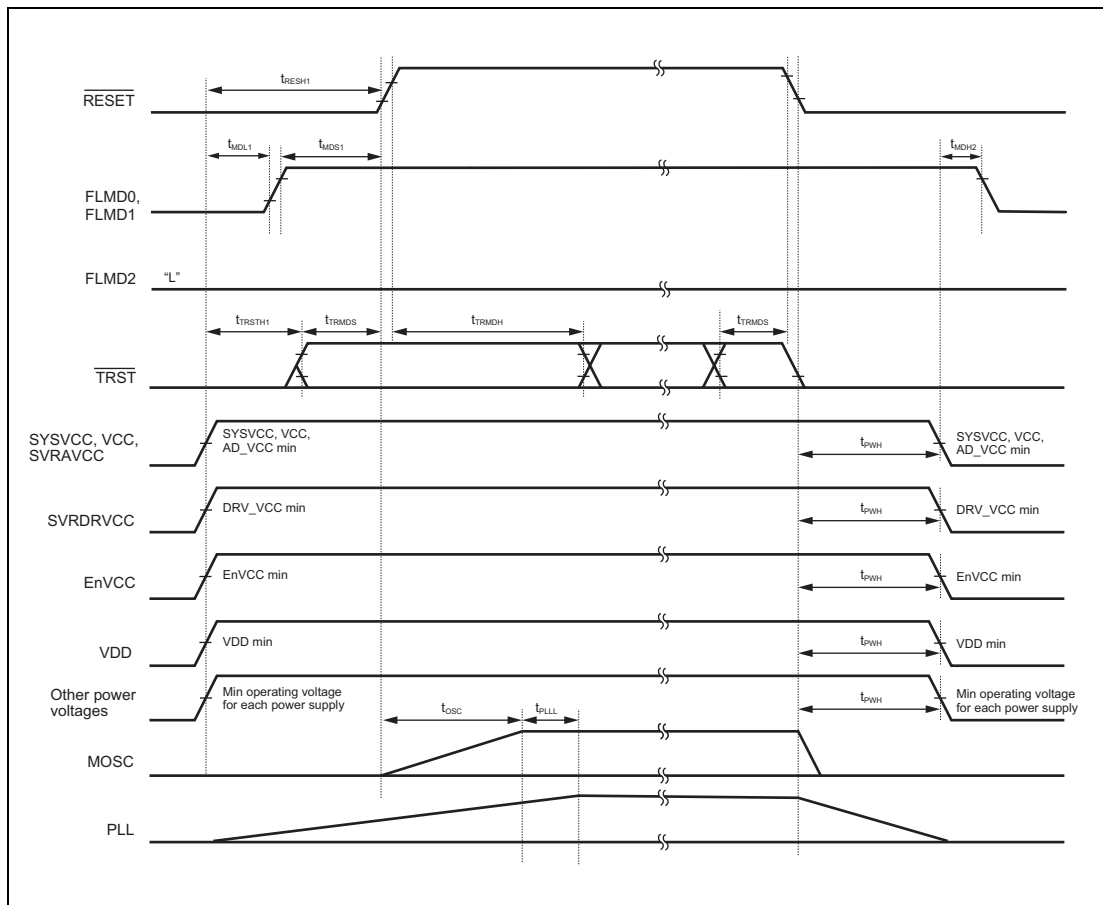 tRESH1
RESET
tMDL1
tMDS1
tMDH2
FLMD0,
FLMD1
FLMD2
“L”
tTRSTH1
tTRMDS
tTRMDH
tTRMDS
TRST
SYSVCC, VCC,
SVRAVCC
SYSVCC, VCC,
AD_VCC min
tPWH
SYSVCC, VCC,
AD_VCC min
SVRDRVCC
DRV_VCC min
tPWH
DRV_VCC min
EnVCC
EnVCC min
tPWH
EnVCC min
VDD
VDD min
tPWH
VDD min
Other power
voltages
Min operating voltage
for each power supply
tPWH
Min operating voltage
for each power supply
tOSC
tPLLL
MOSC
PLL